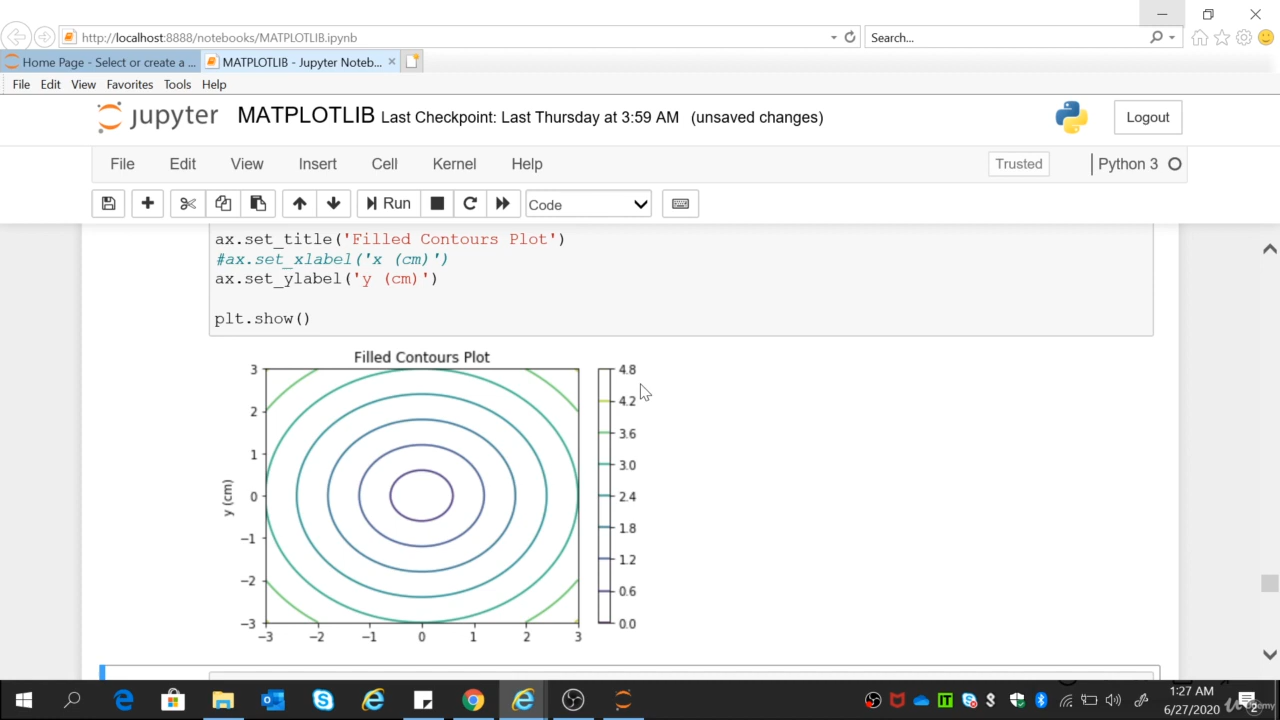 http://localhost:8888/notebooks/MATPLOTLIB.ipynb
Search...
Home Page - Select or create a ...
MATPLOTLIB - Jupyter Noteb...
File Edit View Favorites Tools Help
jupyter MATPLOTLIB Last Checkpoint: Last Thursday at 3:59 AM (unsaved changes)
Logout
File Edit View Insert Cell Kernel Help
Trusted
Python 3
Run
Code
ax.set_title('Filled Contours Plot')
#ax.set_xlabel('x (cm)')
ax.set_ylabel('y (cm)')
plt.show()
Filled Contours Plot
3
2
1
0
−1
−2
−3
y (cm)
−3 −2 −1 0 1 2 3
4.8
4.2
3.6
3.0
2.4
1.8
1.2
0.6
0.0
1:27 AM
6/27/2020
Udemy